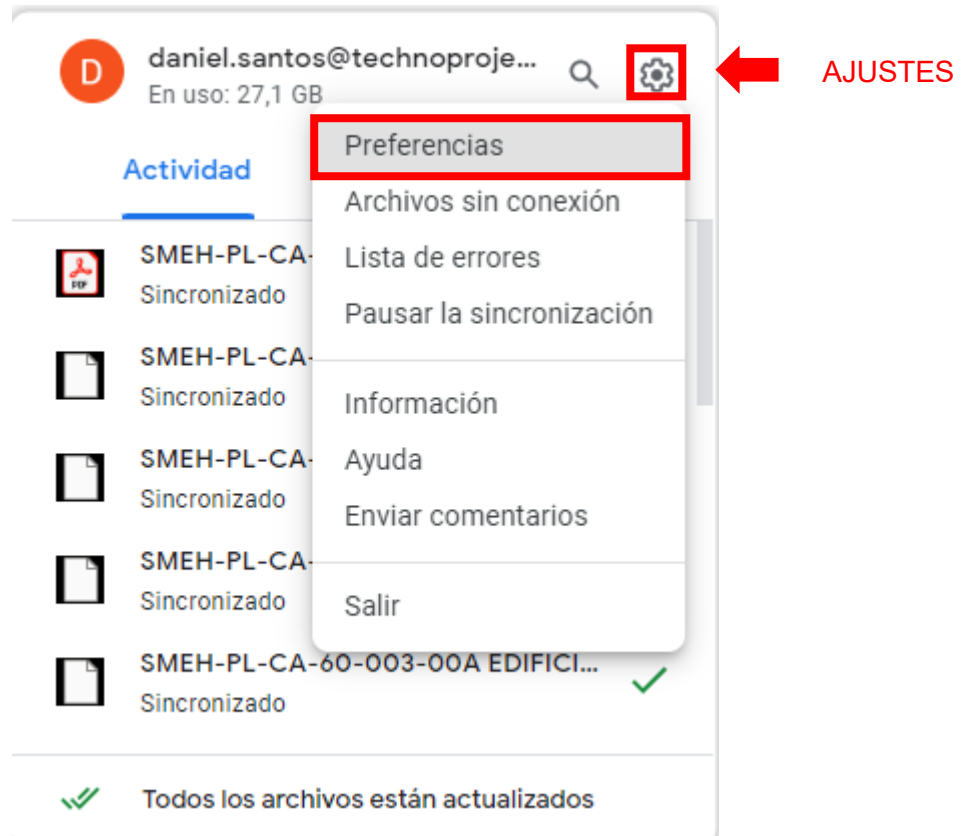 D
daniel.santos@technoproje...
En uso: 27,1 GB
AJUSTES
Actividad
Preferencias
Archivos sin conexión
Lista de errores
Pausar la sincronización
Información
Ayuda
Enviar comentarios
Salir
PDF
SMEH-PL-CA-
Sincronizado
SMEH-PL-CA-
Sincronizado
SMEH-PL-CA-
Sincronizado
SMEH-PL-CA-
Sincronizado
SMEH-PL-CA-60-003-00A EDIFICI...
Sincronizado
Todos los archivos están actualizados